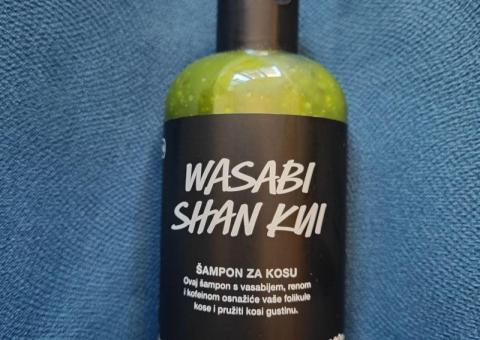 WASABI
SHAN KUI
ŠAMPON ZA KOSU
Ovaj šampon s vasabijem, renom
i kofeinom osnažiće vaše folikule
kose i pružiti kosi gustinu.